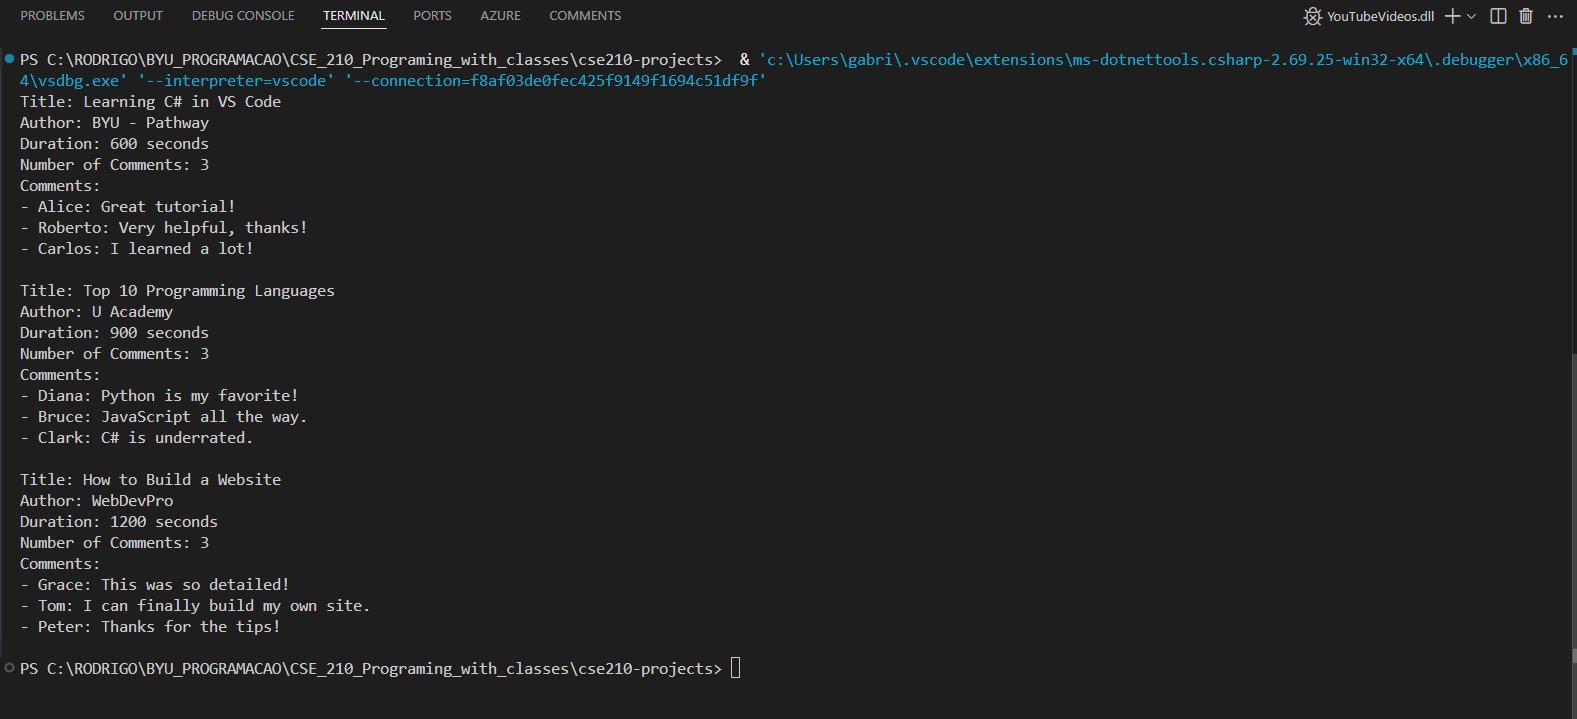 PROBLEMS OUTPUT DEBUG CONSOLE TERMINAL PORTS AZURE COMMENTS YouTubeVideos.dll
PS C:\RODRIGO\BYU_PROGRAMACAO\CSE_210_Programing_with_classes\cse210-projects>  & 'c:\Users\gabri\.vscode\extensions\ms-dotnettools.csharp-2.69.25-win32-x64\.debugger\x86_6
4\vsdbg.exe' '--interpreter=vscode' '--connection=f8af03de0fec425f9149f1694c51df9f'
Title: Learning C# in VS Code
Author: BYU - Pathway
Duration: 600 seconds
Number of Comments: 3
Comments:
- Alice: Great tutorial!
- Roberto: Very helpful, thanks!
- Carlos: I learned a lot!
Title: Top 10 Programming Languages
Author: U Academy
Duration: 900 seconds
Number of Comments: 3
Comments:
- Diana: Python is my favorite!
- Bruce: JavaScript all the way.
- Clark: C# is underrated.
Title: How to Build a Website
Author: WebDevPro
Duration: 1200 seconds
Number of Comments: 3
Comments:
- Grace: This was so detailed!
- Tom: I can finally build my own site.
- Peter: Thanks for the tips!
PS C:\RODRIGO\BYU_PROGRAMACAO\CSE_210_Programing_with_classes\cse210-projects>